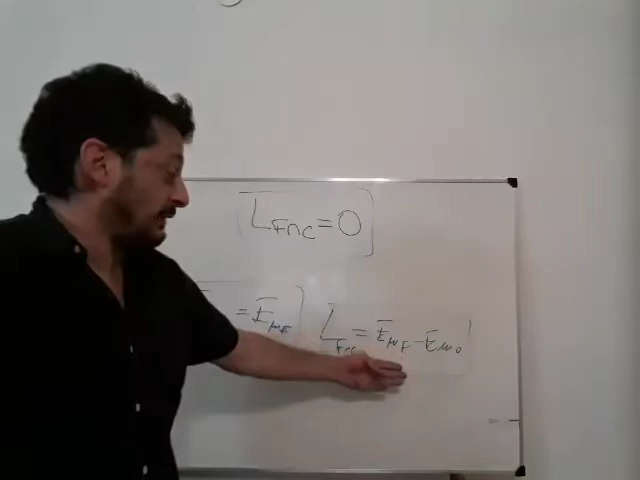 L_Fnc = 0
= E_MF
L_Fnc = E_MF - E_M0